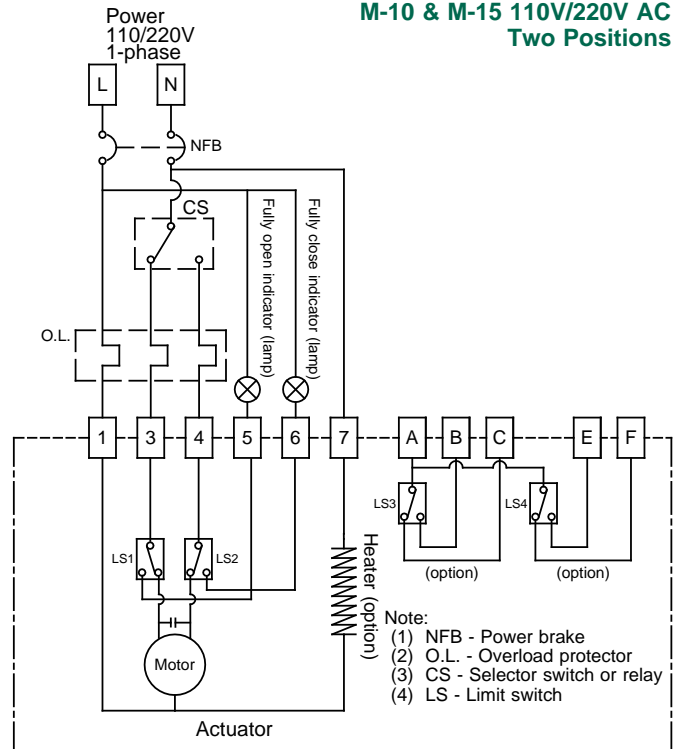 M-10 & M-15 110V/220V AC
Two Positions
Power
110/220V
1-phase
L
N
NFB
CS
Fully open indicator (lamp)
Fully close indicator (lamp)
O.L.
1
3
4
5
6
7
A
B
C
E
F
LS1
LS2
LS3
LS4
(option)
(option)
Heater (option)
Motor
Actuator
Note:
(1) NFB - Power brake
(2) O.L. - Overload protector
(3) CS - Selector switch or relay
(4) LS - Limit switch